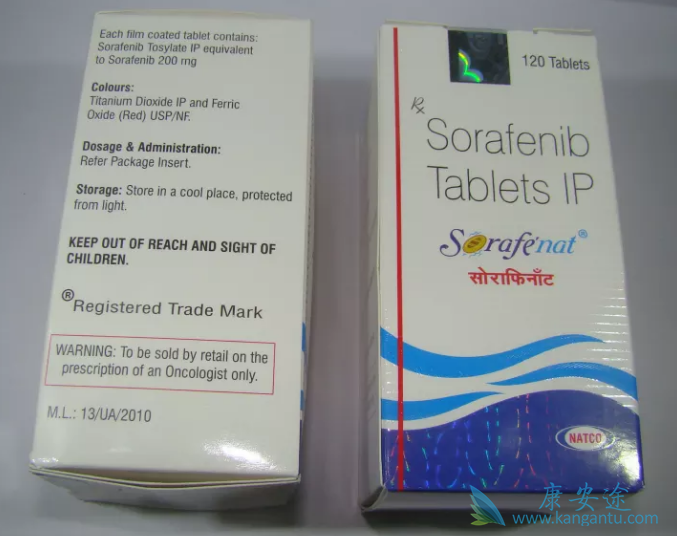 Each film coated tablet contains:
Sorafenib Tosylate IP equivalent
to Sorafenib 200 mg
Colours:
Titanium Dioxide IP and Ferric
Oxide (Red) USP/NF.
Dosage & Administration:
Refer Package Insert.
Storage: Store in a cool place, protected
from light.
KEEP OUT OF REACH AND SIGHT OF
CHILDREN.
®Registered Trade Mark
WARNING: To be sold by retail on the
prescription of an Oncologist only.
M.L.: 13/UA/2010
120 Tablets
Rx
Sorafenib
Tablets IP
Sorafenat®
सोराफिनॉट
NATCO
康安途
www.kangantu.com